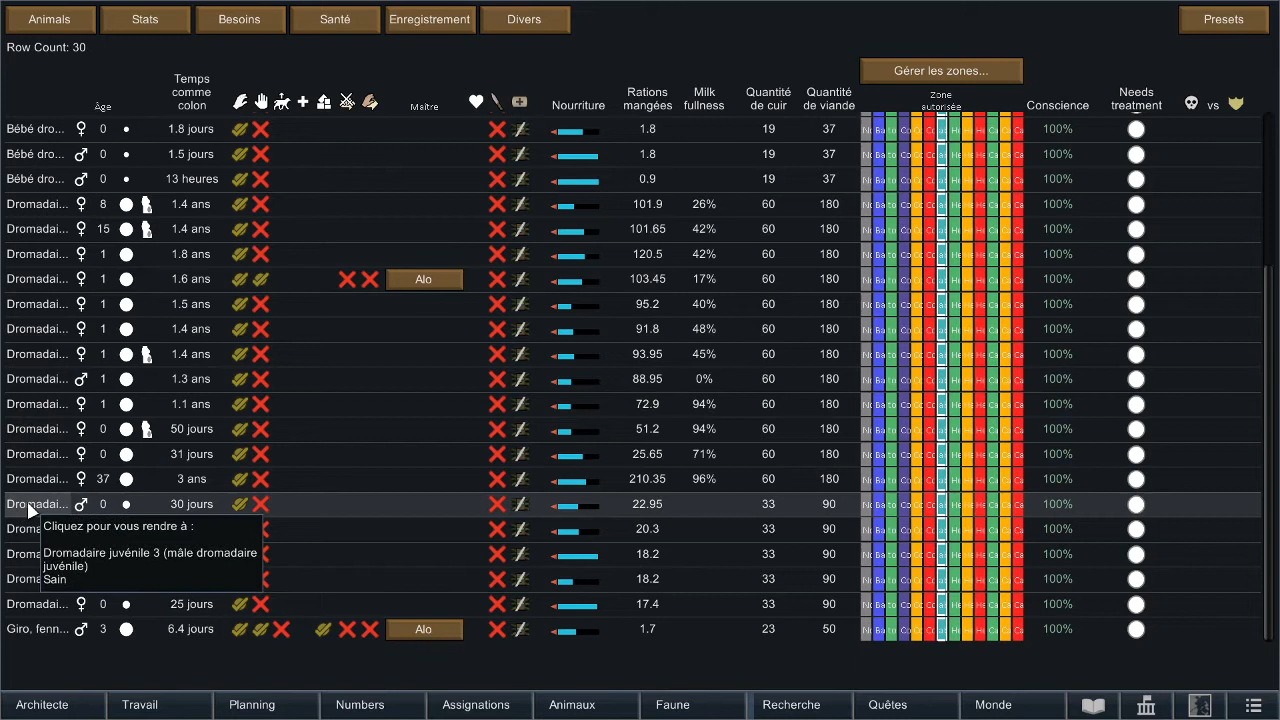 Animals Stats Besoins Santé Enregistrement Divers Presets
Row Count: 30
Gérer les zones...
Âge Temps comme colon Maître Nourriture Rations mangées Milk fullness Quantité de cuir Quantité de viande Zone autorisée Conscience Needs treatment vs
Bébé dro... 0 1.8 jours 1.8 19 37 100%
Bébé dro... 0 1.5 jours 1.8 19 37 100%
Bébé dro... 0 13 heures 0.9 19 37 100%
Dromadai... 8 1.4 ans 101.9 26% 60 180 100%
Dromadai... 15 1.4 ans 101.65 42% 60 180 100%
Dromadai... 1 1.8 ans 120.5 42% 60 180 100%
Dromadai... 1 1.6 ans Alo 103.45 17% 60 180 100%
Dromadai... 1 1.5 ans 95.2 40% 60 180 100%
Dromadai... 1 1.4 ans 91.8 48% 60 180 100%
Dromadai... 1 1.4 ans 93.95 45% 60 180 100%
Dromadai... 1 1.3 ans 88.95 0% 60 180 100%
Dromadai... 1 1.1 ans 72.9 94% 60 180 100%
Dromadai... 0 50 jours 51.2 94% 60 180 100%
Dromadai... 0 31 jours 25.65 71% 60 180 100%
Dromadai... 37 3 ans 210.35 96% 60 180 100%
Dromadai... 0 30 jours 22.95 33 90 100%
Droma 20.3 33 90 100%
Droma 18.2 33 90 100%
Droma 18.2 33 90 100%
Dromadai... 0 25 jours 17.4 33 90 100%
Giro, fenn... 3 6.4 jours Alo 1.7 23 50 100%
Cliquez pour vous rendre à :
Dromadaire juvénile 3 (mâle dromadaire
juvénile)
Sain
Architecte Travail Planning Numbers Assignations Animaux Faune Recherche Quêtes Monde